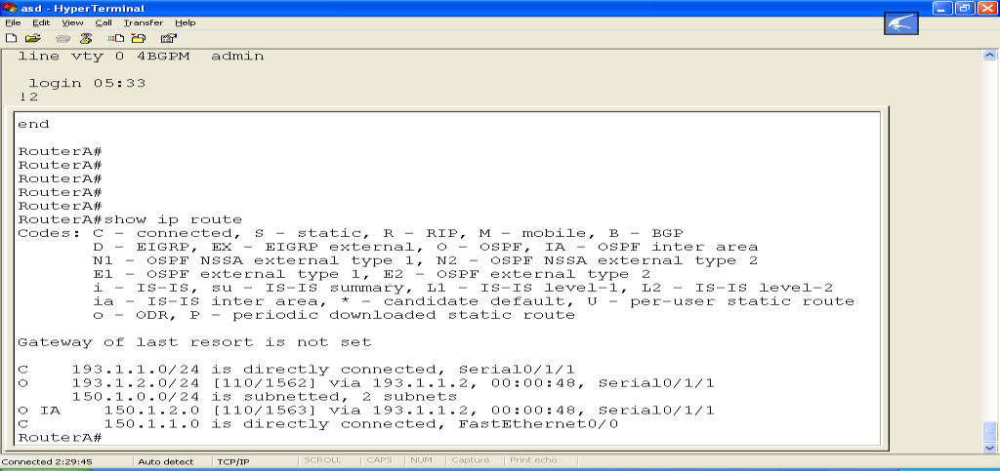 asd - HyperTerminal
File Edit View Call Transfer Help
line vty 0 4BGPM  admin
login 05:33
!2
end
RouterA#
RouterA#
RouterA#
RouterA#
RouterA#
RouterA#show ip route
Codes: C - connected, S - static, R - RIP, M - mobile, B - BGP
D - EIGRP, EX - EIGRP external, O - OSPF, IA - OSPF inter area
N1 - OSPF NSSA external type 1, N2 - OSPF NSSA external type 2
E1 - OSPF external type 1, E2 - OSPF external type 2
i - IS-IS, su - IS-IS summary, L1 - IS-IS level-1, L2 - IS-IS level-2
ia - IS-IS inter area, * - candidate default, U - per-user static route
o - ODR, P - periodic downloaded static route
Gateway of last resort is not set
C    193.1.1.0/24 is directly connected, Serial0/1/1
O    193.1.2.0/24 [110/1562] via 193.1.1.2, 00:00:48, Serial0/1/1
150.1.0.0/24 is subnetted, 2 subnets
O IA    150.1.2.0 [110/1563] via 193.1.1.2, 00:00:48, Serial0/1/1
C       150.1.1.0 is directly connected, FastEthernet0/0
RouterA#
Connected 2:29:45 Auto detect TCP/IP SCROLL CAPS NUM Capture Print echo